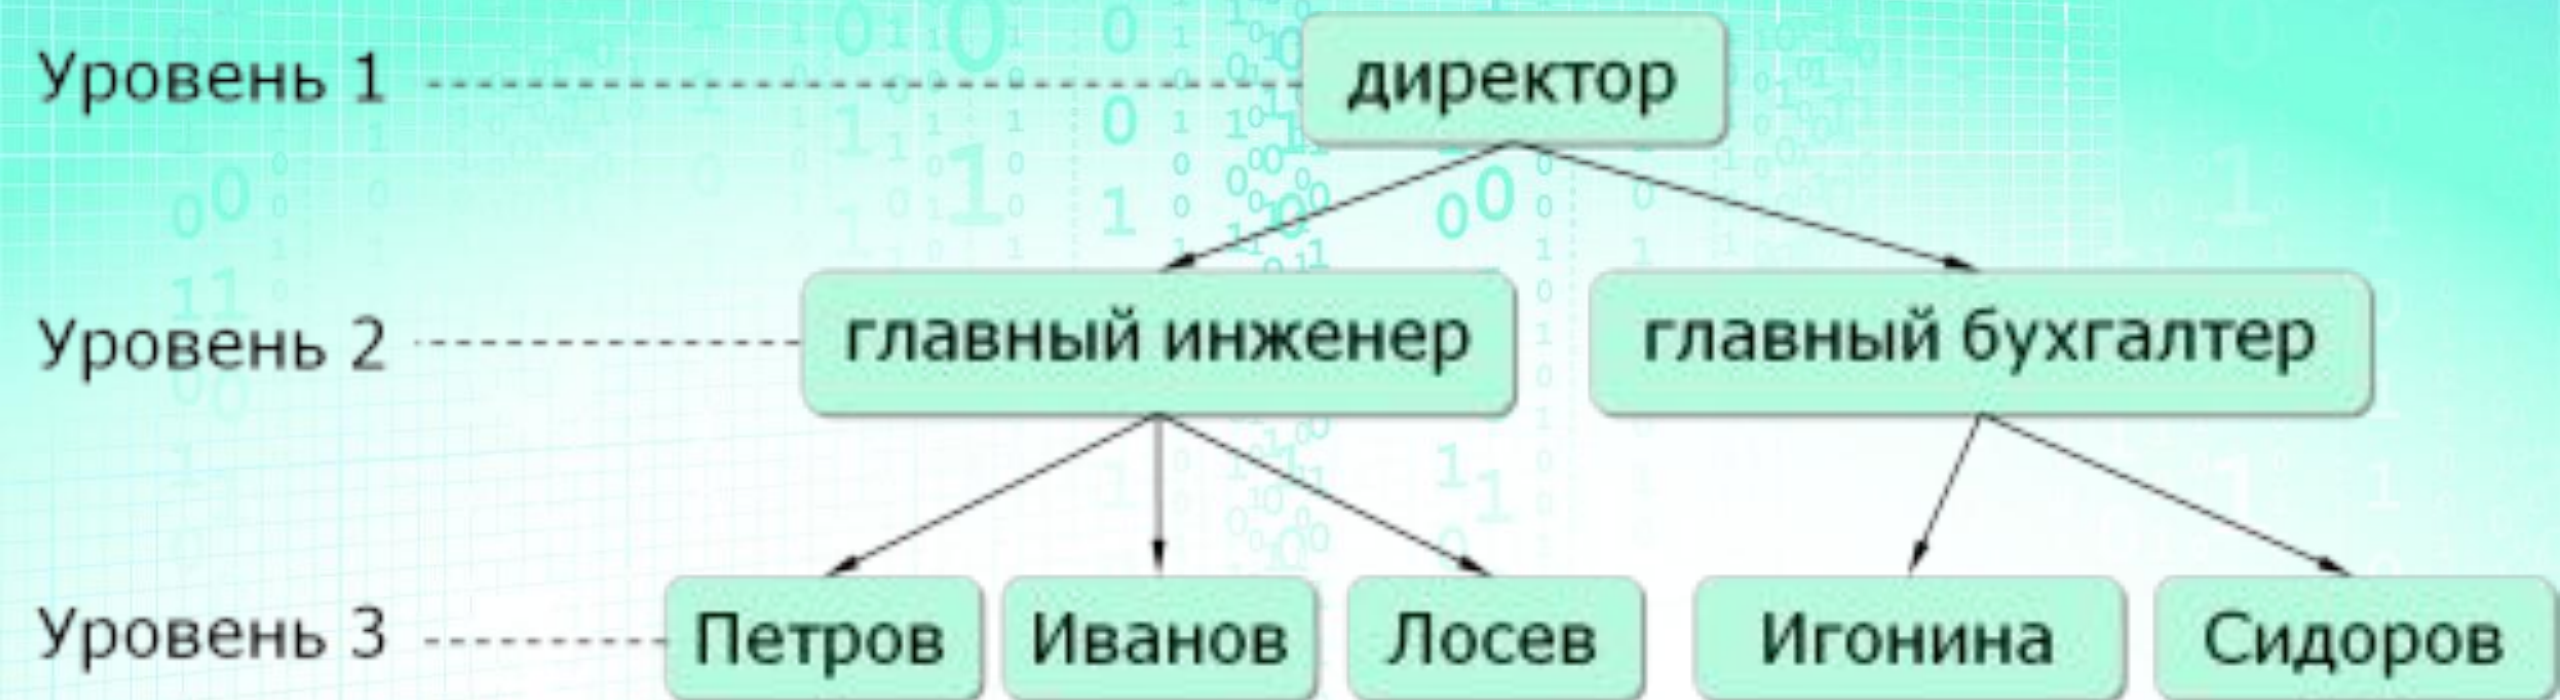 Уровень 1 директор
Уровень 2 главный инженер главный бухгалтер
Уровень 3 Петров Иванов Лосев Игонина Сидоров